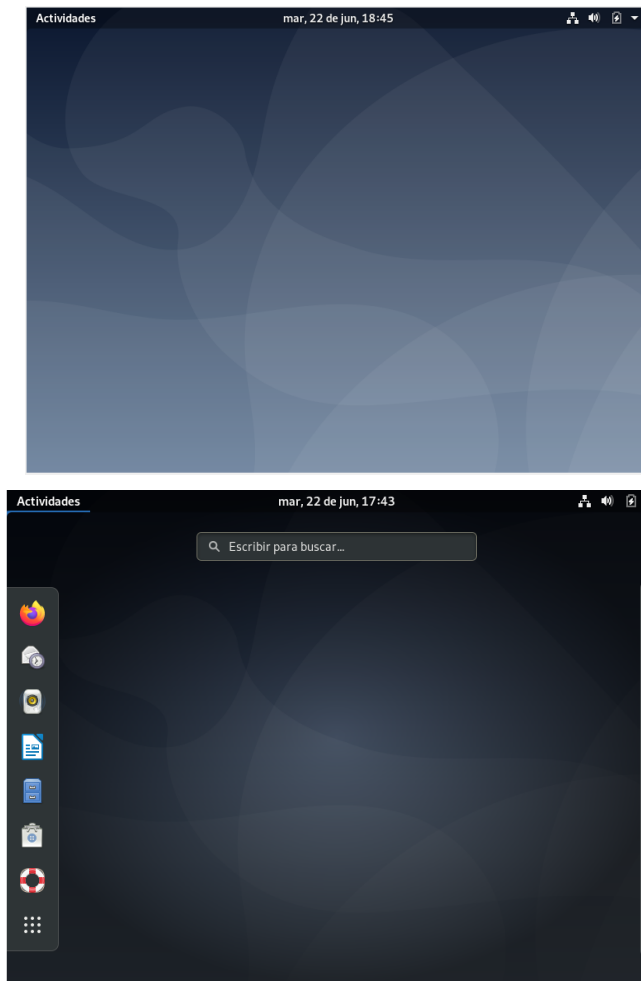 Actividades mar, 22 de jun, 18:45
Actividades mar, 22 de jun, 17:43
Escribir para buscar...